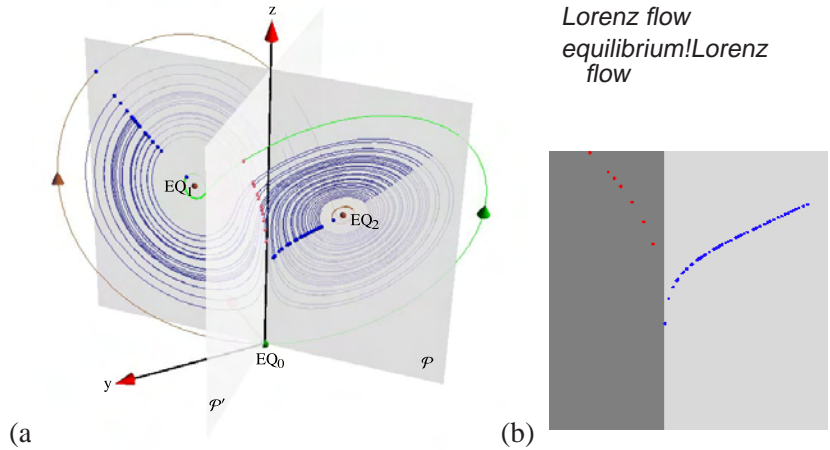 Lorenz flow
equilibrium!Lorenz
flow
z
EQ1
EQ2
EQ0
y
P
P'
(a
(b)